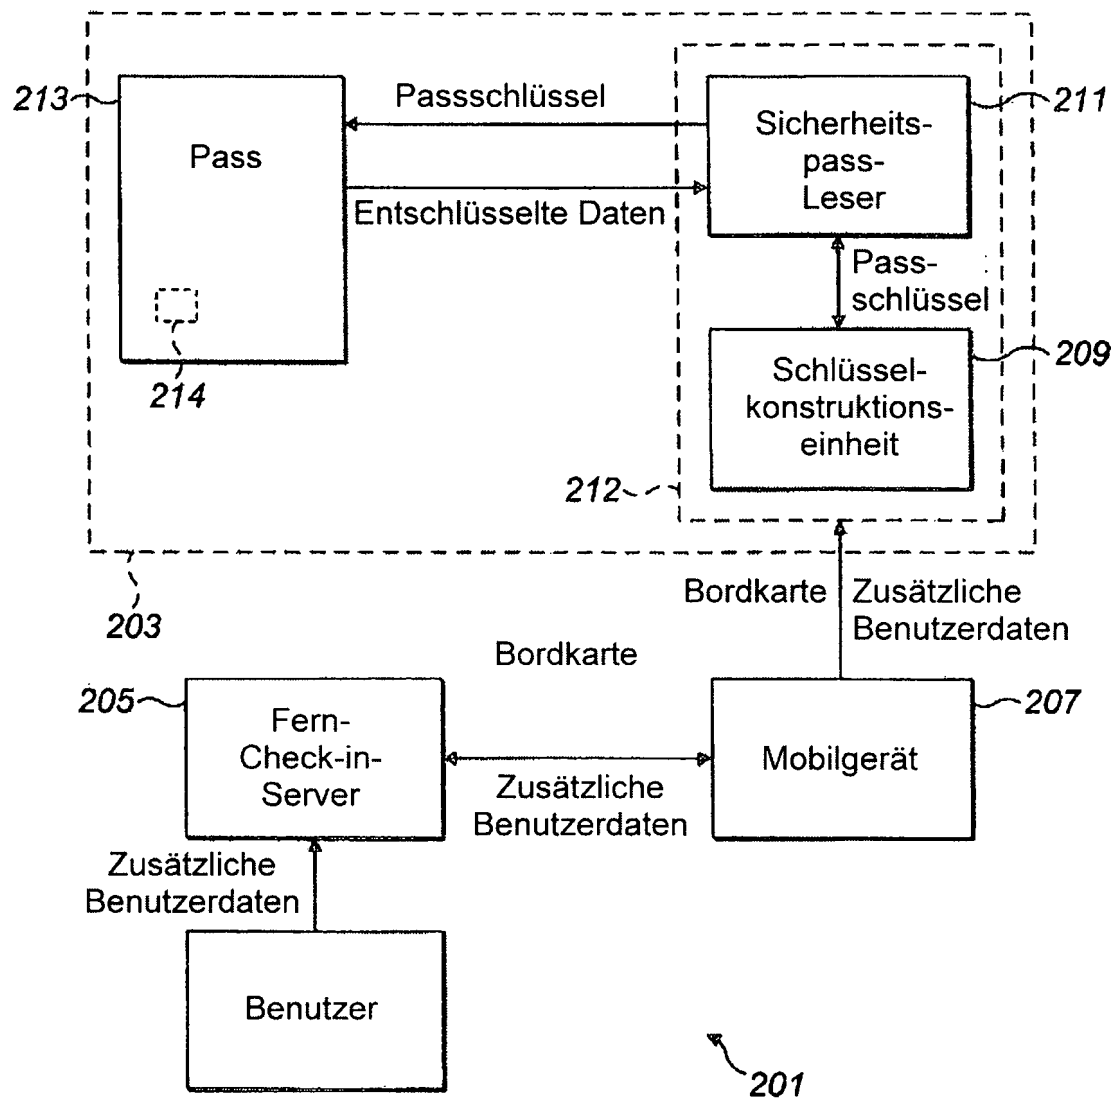 213
Pass
Passschlüssel
Entschlüsselte Daten
214
Sicherheits-
pass-
Leser
211
Pass-
schlüssel
Schlüssel-
konstruktions-
einheit
209
212
203
Bordkarte
Zusätzliche
Benutzerdaten
Bordkarte
205
Fern-
Check-in-
Server
Zusätzliche
Benutzerdaten
Mobilgerät
207
Zusätzliche
Benutzerdaten
Benutzer
201